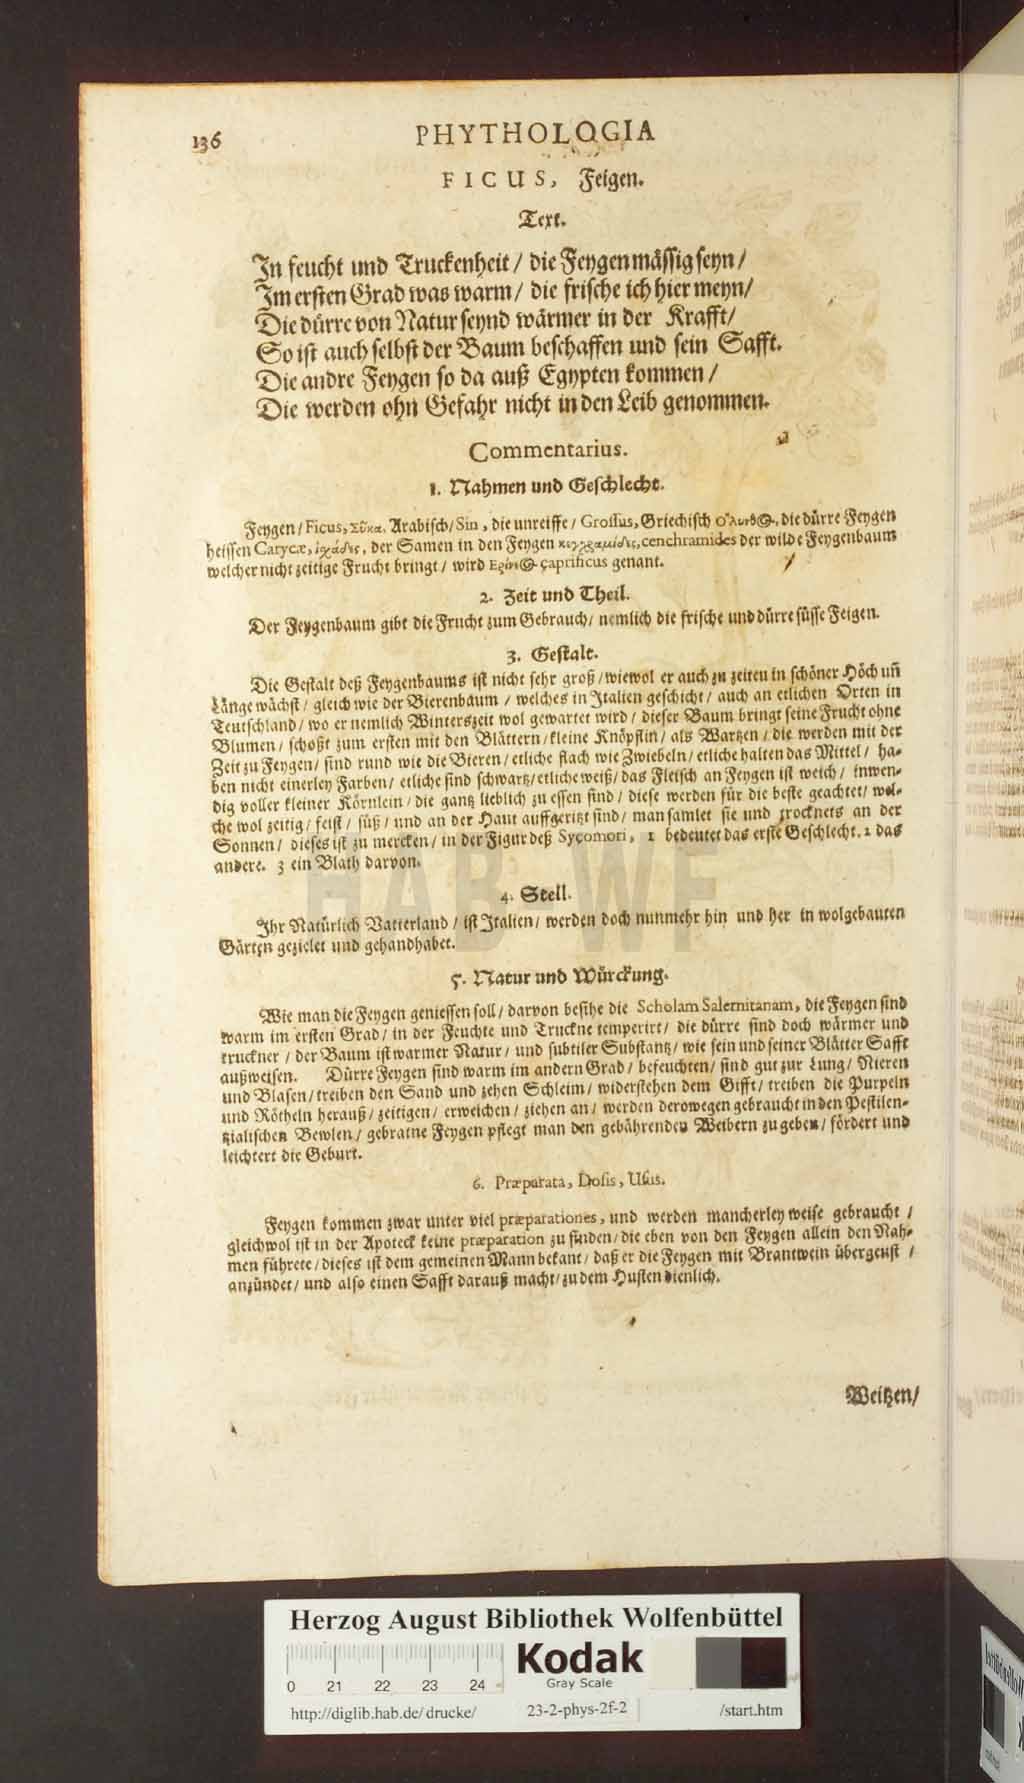 136 PHYTHOLOGIA
FICUS, Feigen.
Text.
In feucht und Truckenheit / die Feygen mässig seyn /
Im ersten Grad was warm / die frische ich hier meyn /
Die dürre von Natur seynd wärmer in der Krafft /
So ist auch selbst der Baum beschaffen und sein Safft.
Die andre Feygen so da auß Egypten kommen /
Die werden ohn Gefahr nicht in den Leib genommen.
Commentarius.
1. Nahmen und Geschlecht.
Feygen / Ficus, Σῦκα, Arabisch / Sin, die unreiffe / Grossus, Griechisch die dürre Feygen
heissen Carycæ, ἰχάδες, der Samen in den Feygen κεγχραμίδες, cenchramides der wilde Feygenbaum
welcher nicht zeitige Frucht bringt / wird caprificus genant.
2. Zeit und Theil.
Der Feygenbaum gibt die Frucht zum Gebrauch / nemlich die frische und dürre süsse Feigen.
3. Gestalt.
Die Gestalt deß Feygenbaums ist nicht sehr groß / wiewol er auch zu zeiten in schöner Höch uñ
Länge wächst / gleich wie der Bierenbaum / welches in Italien geschicht / auch an etlichen Orten in
Teutschland / wo er nemlich Winterszeit wol gewartet wird / dieser Baum bringt seine Frucht ohne
Blumen / schoßt zum ersten mit den Blättern / kleine Knöpflin / als Wartzen / die werden mit der
Zeit zu Feygen / sind rund wie die Bieren / etliche flach wie Zwiebeln / etliche halten das Mittel / ha-
ben nicht einerley Farben / etliche sind schwartz / etliche weiß / das Fleisch an Feygen ist weich / inwen-
dig voller kleiner Körnlein / die gantz lieblich zu essen sind / diese werden für die beste geachtet / wel-
che wol zeitig / feist / süß / und an der Haut auffgeritzt sind / man samlet sie und trocknets an der
Sonnen / dieses ist zu mercken / in der Figur deß Sycomori, 1 bedeutet das erste Geschlecht. 2 das
andere. 3 ein Blath darvon.
4. Stell.
Ihr Natürlich Vatterland / ist Italien / werden doch nunmehr hin und her in wolgebauten
Gärten gezielet und gehandhabet.
5. Natur und Würckung.
Wie man die Feygen geniessen soll / darvon besihe die Scholam Salernitanam, die Feygen sind
warm im ersten Grad / in der Feuchte und Truckne temperirt / die dürre sind doch wärmer und
truckner / der Baum ist warmer Natur / und subtiler Substantz / wie sein und seiner Blätter Safft
außweisen. Dürre Feygen sind warm im andern Grad / befeuchten / sind gut zur Lung / Nieren
und Blasen / treiben den Sand und zehen Schleim / widerstehen dem Gifft / treiben die Purpeln
und Rötheln herauß / zeitigen / erweichen / ziehen an / werden derowegen gebraucht in den Pestilen-
tzialischen Bewlen / gebratne Feygen pflegt man den gebährenden Weibern zu geben / fördert und
leichtert die Geburt.
6. Præparata, Dosis, Usus.
Feygen kommen zwar unter viel præparationes, und werden mancherley weise gebraucht /
gleichwol ist in der Apoteck keine præparation zu finden / die eben von den Feygen allein den Nah-
men führete / dieses ist dem gemeinen Mann bekant / daß er die Feygen mit Brantwein übergeust /
anzündet / und also einen Safft darauß macht / zu dem Husten dienlich.
Weitzen /
HAB WF
Herzog August Bibliothek Wolfenbüttel
0 21 22 23 24
Kodak
Gray Scale
http://diglib.hab.de/drucke/ 23-2-phys-2f-2 /start.htm